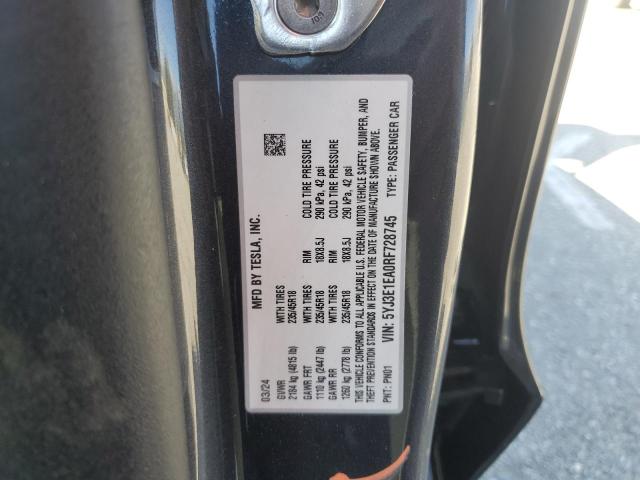 105
MFD BY TESLA, INC.
03/24
GVWR WITH TIRES RIM COLD TIRE PRESSURE
2184 kg (4815 lb) 235/45R18 18X8.5J 290 kPa, 42 psi
GAWR FRT WITH TIRES RIM COLD TIRE PRESSURE
1110 kg (2447 lb) 235/45R18 18X8.5J 290 kPa, 42 psi
GAWR RR
1260 kg (2778 lb) 235/45R18
THIS VEHICLE CONFORMS TO ALL APPLICABLE U.S. FEDERAL MOTOR VEHICLE SAFETY, BUMPER, AND
THEFT PREVENTION STANDARDS IN EFFECT ON THE DATE OF MANUFACTURE SHOWN ABOVE.
VIN: 5YJ3E1EA0RF728745
PNT: PN01 TYPE: PASSENGER CAR